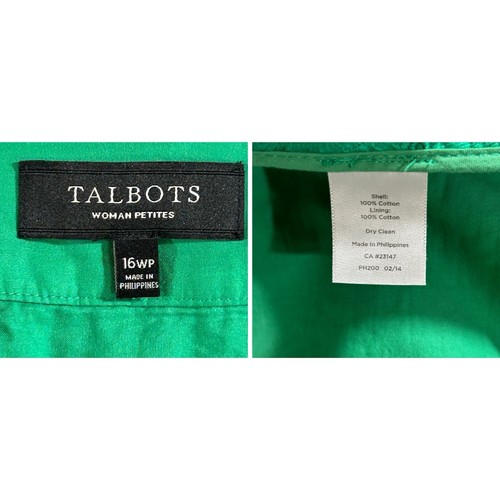 TALBOTS
WOMAN PETITES
16WP
MADE IN
PHILIPPINES
Shell:
100% Cotton
Lining:
100% Cotton
Dry Clean
Made In Philippines
CA #23147
PH200 02/14